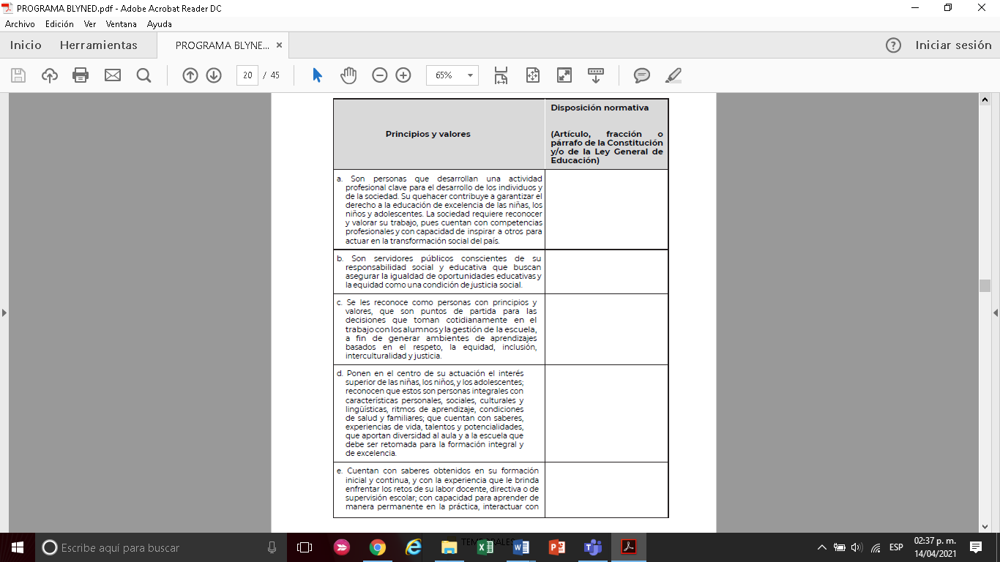 PROGRAMA BLYNED.pdf - Adobe Acrobat Reader DC
Archivo Edición Ver Ventana Ayuda
Inicio Herramientas PROGRAMA BLYNE... × Iniciar sesión
20 / 45 65%
Principios y valores
Disposición normativa
(Artículo, fracción o
párrafo de la Constitución
y/o de la Ley General de
Educación)
a. Son personas que desarrollan una actividad
profesional clave para el desarrollo de los individuos y
de la sociedad. Su quehacer contribuye a garantizar el
derecho a la educación de excelencia de las niñas, los
niños y adolescentes. La sociedad requiere reconocer
y valorar su trabajo, pues cuentan con competencias
profesionales y con capacidad de inspirar a otros para
actuar en la transformación social del país.
b. Son servidores públicos conscientes de su
responsabilidad social y educativa que buscan
asegurar la igualdad de oportunidades educativas y
la equidad como una condición de justicia social.
c. Se les reconoce como personas con principios y
valores, que son puntos de partida para las
decisiones que toman cotidianamente en el
trabajo con los alumnos y la gestión de la escuela,
a fin de generar ambientes de aprendizajes
basados en el respeto, la equidad, inclusión,
interculturalidad y justicia.
d. Ponen en el centro de su actuación el interés
superior de las niñas, los niños, y los adolescentes;
reconocen que estos son personas integrales con
características personales, sociales, culturales y
lingüísticas, ritmos de aprendizaje, condiciones
de salud y familiares; que cuentan con saberes,
experiencias de vida, talentos y potencialidades,
que aportan diversidad al aula y a la escuela que
debe ser retomada para la formación integral y
de excelencia.
e. Cuentan con saberes obtenidos en su formación
inicial y continua, y con la experiencia que le brinda
enfrentar los retos de su labor docente, directiva o de
supervisión escolar; con capacidad para aprender de
manera permanente en la práctica, interactuar con
Escribe aquí para buscar
TEMPORALES
ESP
02:37 p. m.
14/04/2021